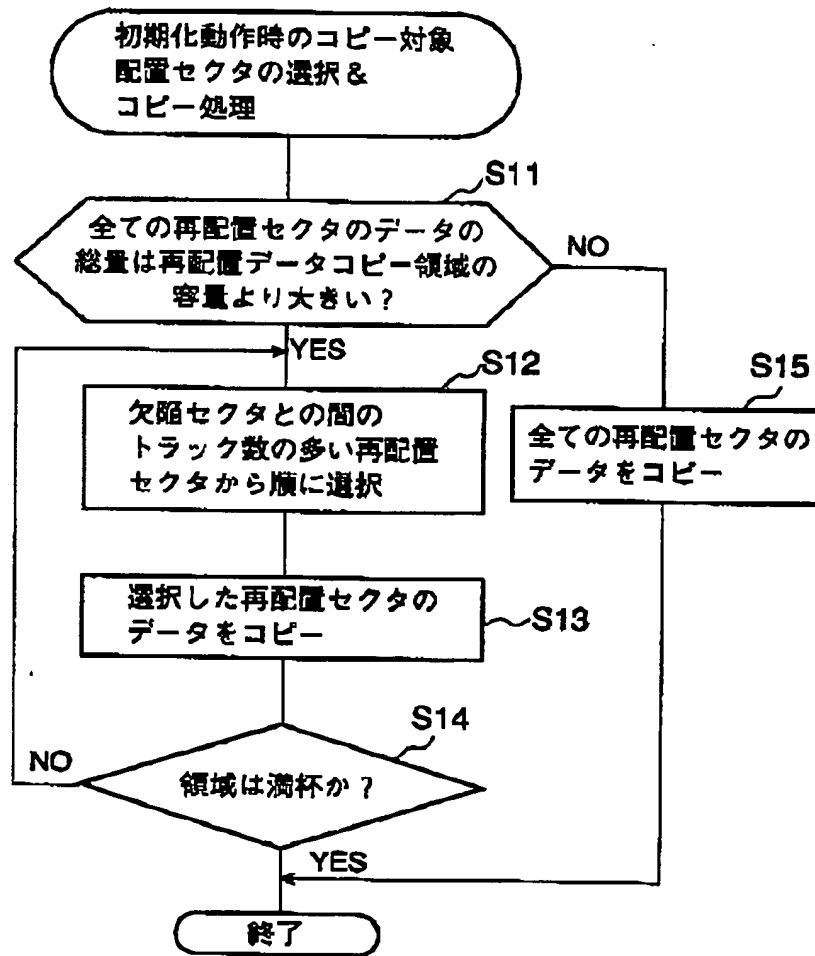 初期化動作時のコピー対象
配置セクタの選択&
コピー処理
S11
全ての再配置セクタのデータの
総量は再配置データコピー領域の
容量より大きい?
NO
YES
S12
欠陥セクタとの間の
トラック数の多い再配置
セクタから順に選択
S15
全ての再配置セクタの
データをコピー
選択した再配置セクタの
データをコピー
S13
S14
NO
領域は満杯か?
YES
終了